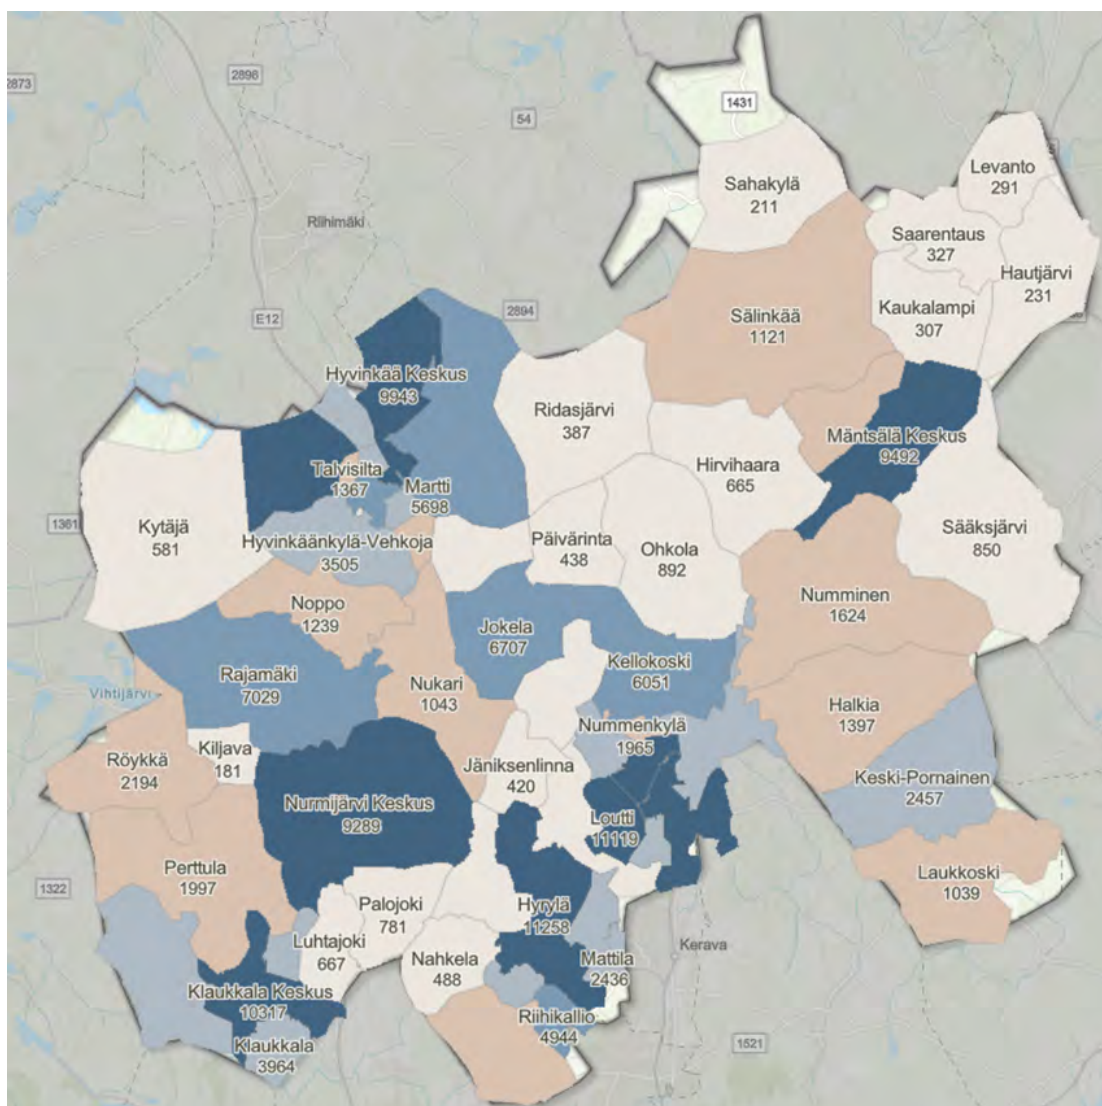 1431
2898
2873
54
Levanto
291
Sahakylä
211
Riihimäki
Saarentaus
327
Hautjärvi
231
Kaukalampi
307
E12
2894
Sälinkää
1121
Hyvinkää Keskus
9943
Ridasjärvi
387
Mäntsälä Keskus
9492
Hirvihaara
665
Talvisilta
1367
Martti
5698
Kytäjä
581
1361
Hyvinkäänkylä-Vehkoja
3505
Päivärinta
438
Ohkola
892
Sääksjärvi
850
Noppo
1239
Numminen
1624
Jokela
6707
Kellokoski
6051
Rajamäki
7029
Nukari
1043
Vihtijärvi
Halkia
1397
Nummenkylä
1965
Kiljava
181
Röykkä
2194
Jäniksenlinna
420
Keski-Pornainen
2457
Nurmijärvi Keskus
9289
Loutti
11119
Perttula
1997
1322
Laukkoski
1039
Palojoki
781
Hyrylä
11258
Luhtajoki
667
Kerava
Nahkela
488
Mattila
2436
Klaukkala Keskus
10317
Riihikallio
4944
Klaukkala
3964
1521